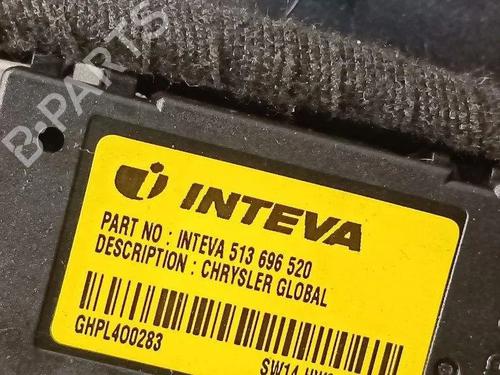 B-PARTS
INTEVA
PART NO : INTEVA 513 696 520
DESCRIPTION : CHRYSLER GLOBAL
GHPL400283
SW14